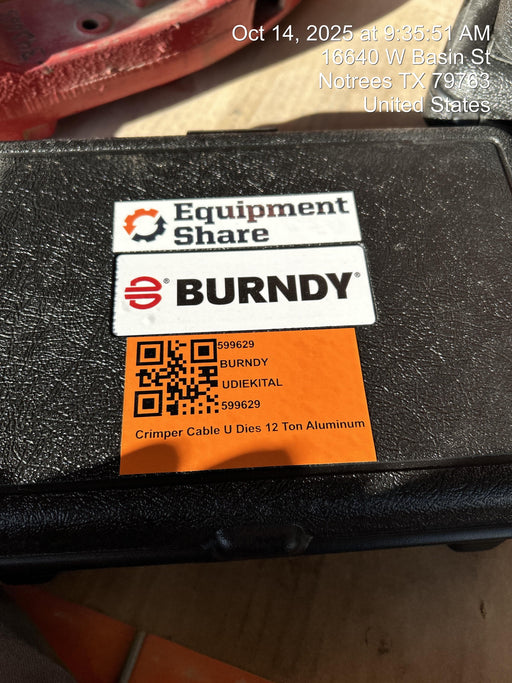 Oct 14, 2025 at 9:35:51 AM
16640 W Basin St
Notrees TX 79763
United States
Equipment
Share
BURNDY®
599629
BURNDY
UDIEKITAL
599629
Crimper Cable U Dies 12 Ton Aluminum